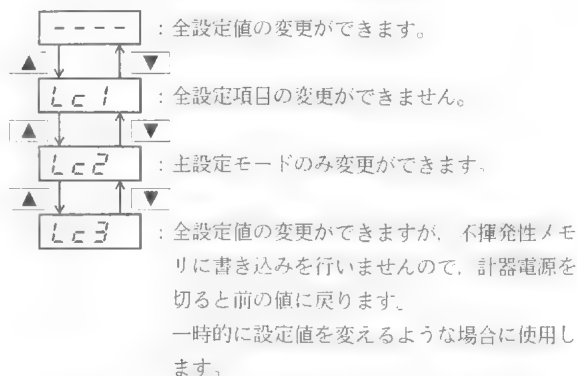 ---- : 全設定値の変更ができます。
▲ ▼
Lc1 : 全設定項目の変更ができません。
▲ ▼
Lc2 : 主設定モードのみ変更ができます。
▲ ▼
Lc3 : 全設定値の変更ができますが，不揮発性メモ
リに書き込みを行いませんので，計器電源を
切ると前の値に戻ります。
一時的に設定値を変えるような場合に使用し
ます。